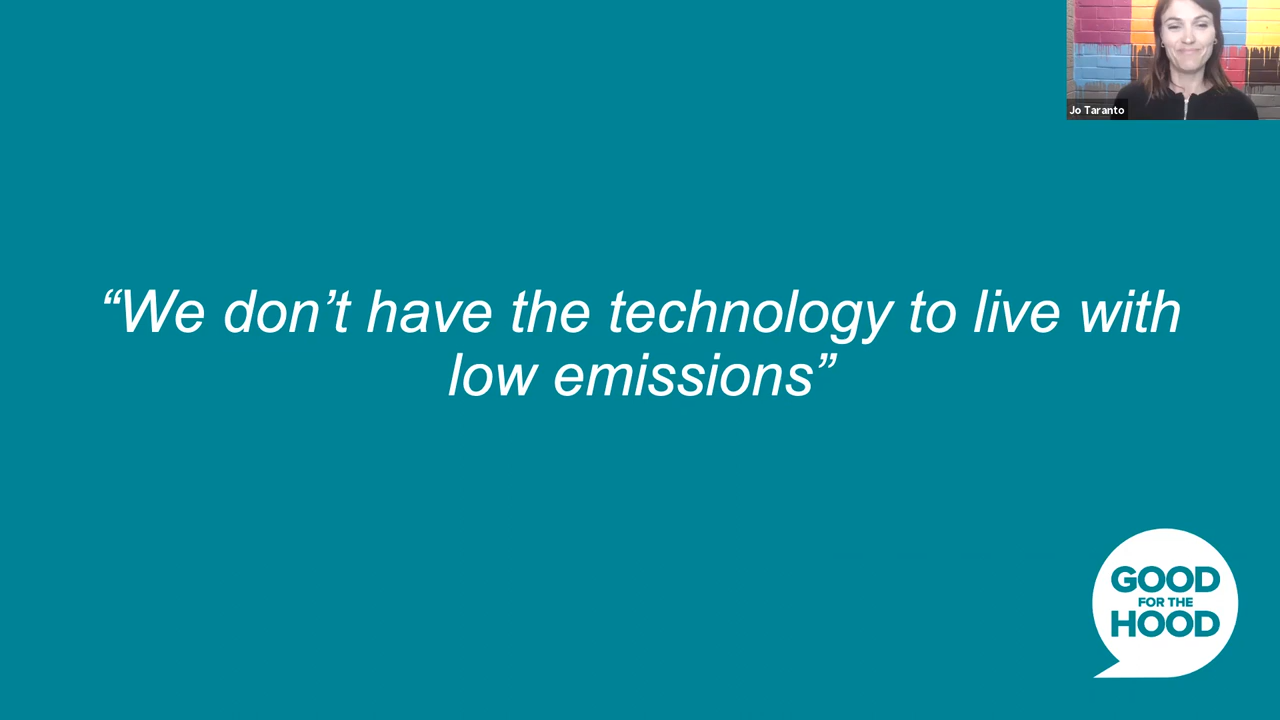 Jo Taranto
“We don’t have the technology to live with
low emissions”
GOOD
FOR THE
HOOD